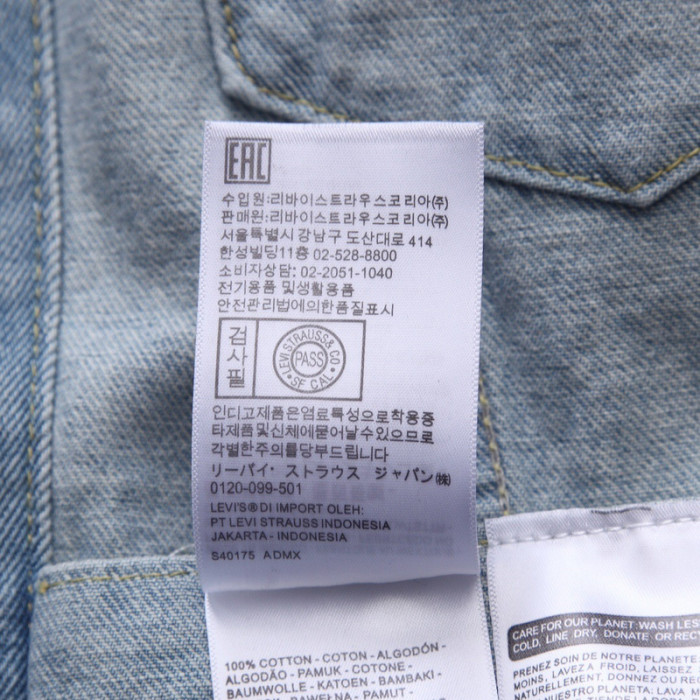 EAC
수입원:리바이스트라우스코리아(주)
판매원:리바이스트라우스코리아(주)
서울특별시 강남구 도산대로 414
한성빌딩11층 02-528-8800
소비자상담: 02-2051-1040
전기용품 및생활용품
안전관리법에의한품질표시
검사필
LEVI STRAUSS & CO
PASS
SF CAL
인디고제품은염료특성으로착용중
타제품및신체에묻어날수있으므로
각별한주의를당부드립니다
リーバイ・ストラウス ジャパン㈱
0120-099-501
LEVI'S® DI IMPORT OLEH:
PT LEVI STRAUSS INDONESIA
JAKARTA - INDONESIA
S40175 ADMX
100% COTTON - COTON - ALGODÓN -
ALGODÃO - PAMUK - COTONE -
BAUMWOLLE - KATOEN - BAMBAKI -
BAWEŁNA - PAMUT -
CARE FOR OUR PLANET: WASH LESS
COLD, LINE DRY, DONATE OR RECY
PRENEZ SOIN DE NOTRE PLANETE
MOINS, LAVEZ A FROID, LAISSEZ
NATURELLEMENT, DONNEZ OU RE